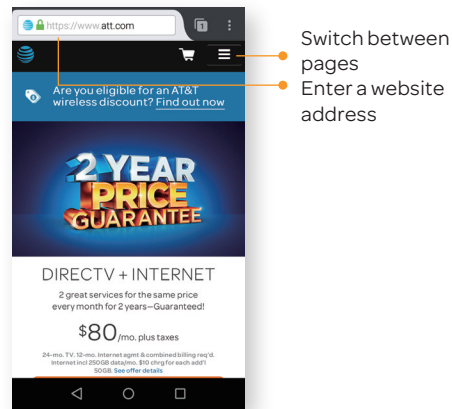 https://www.att.com
1
Are you eligible for an AT&T
wireless discount? Find out now
2 YEAR
PRICE
GUARANTEE
DIRECTV + INTERNET
2 great services for the same price
every month for 2 years—Guaranteed!
$80/mo. plus taxes
24-mo. TV. 12-mo. Internet agmt & combined billing req'd.
Internet incl 250GB data/mo. $10 chrg for each add'l
50GB. See offer details
Switch between
pages
Enter a website
address